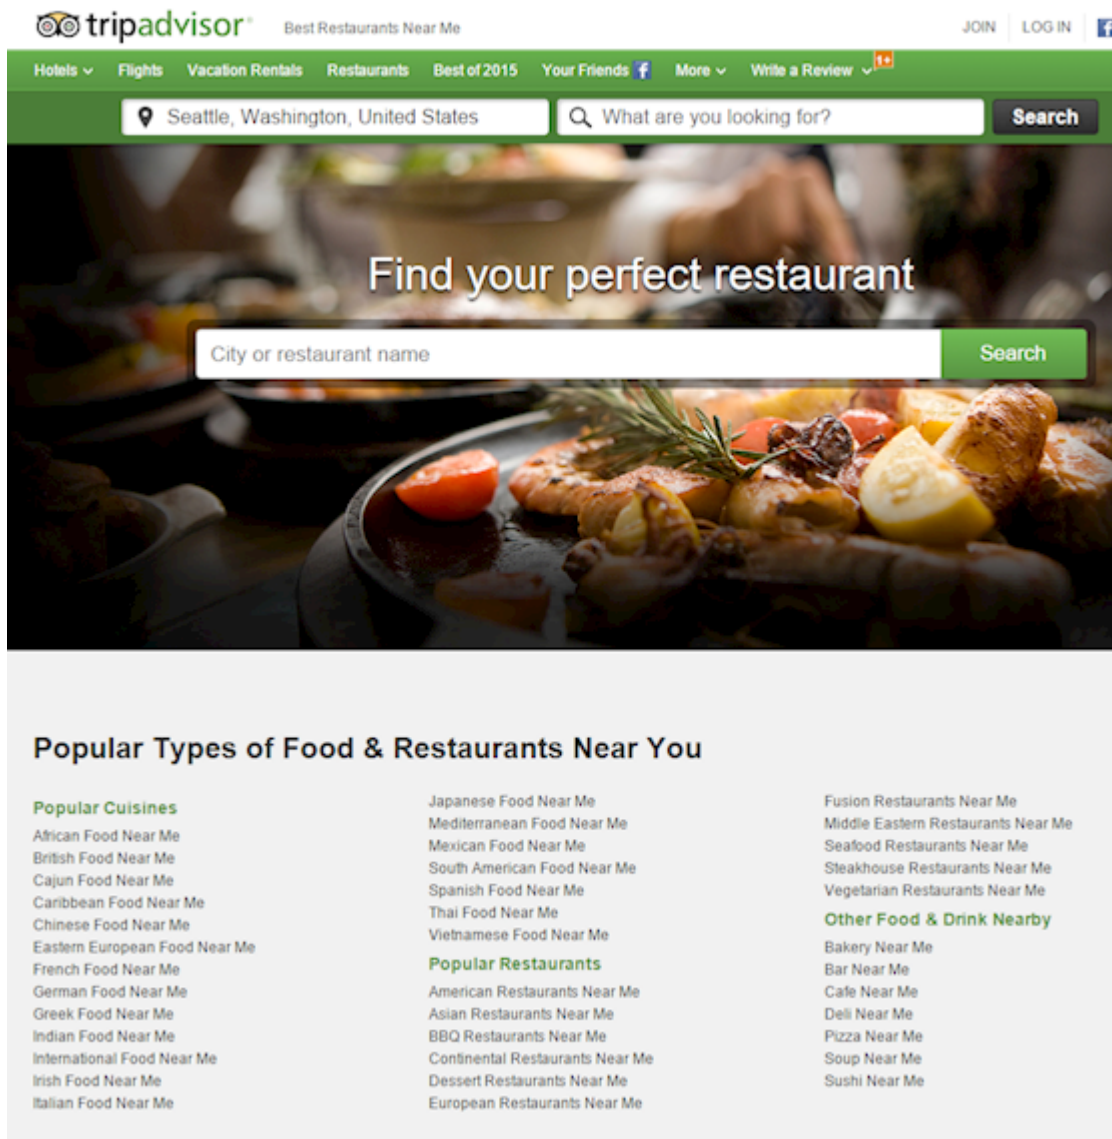 tripadvisor
Best Restaurants Near Me
JOIN
LOG IN
Hotels
Flights
Vacation Rentals
Restaurants
Best of 2015
Your Friends
More
Write a Review
1+
Seattle, Washington, United States
What are you looking for?
Search
Find your perfect restaurant
City or restaurant name
Search
Popular Types of Food & Restaurants Near You
Popular Cuisines
African Food Near Me
British Food Near Me
Cajun Food Near Me
Caribbean Food Near Me
Chinese Food Near Me
Eastern European Food Near Me
French Food Near Me
German Food Near Me
Greek Food Near Me
Indian Food Near Me
International Food Near Me
Irish Food Near Me
Italian Food Near Me
Japanese Food Near Me
Mediterranean Food Near Me
Mexican Food Near Me
South American Food Near Me
Spanish Food Near Me
Thai Food Near Me
Vietnamese Food Near Me
Popular Restaurants
American Restaurants Near Me
Asian Restaurants Near Me
BBQ Restaurants Near Me
Continental Restaurants Near Me
Dessert Restaurants Near Me
European Restaurants Near Me
Fusion Restaurants Near Me
Middle Eastern Restaurants Near Me
Seafood Restaurants Near Me
Steakhouse Restaurants Near Me
Vegetarian Restaurants Near Me
Other Food & Drink Nearby
Bakery Near Me
Bar Near Me
Cafe Near Me
Deli Near Me
Pizza Near Me
Soup Near Me
Sushi Near Me